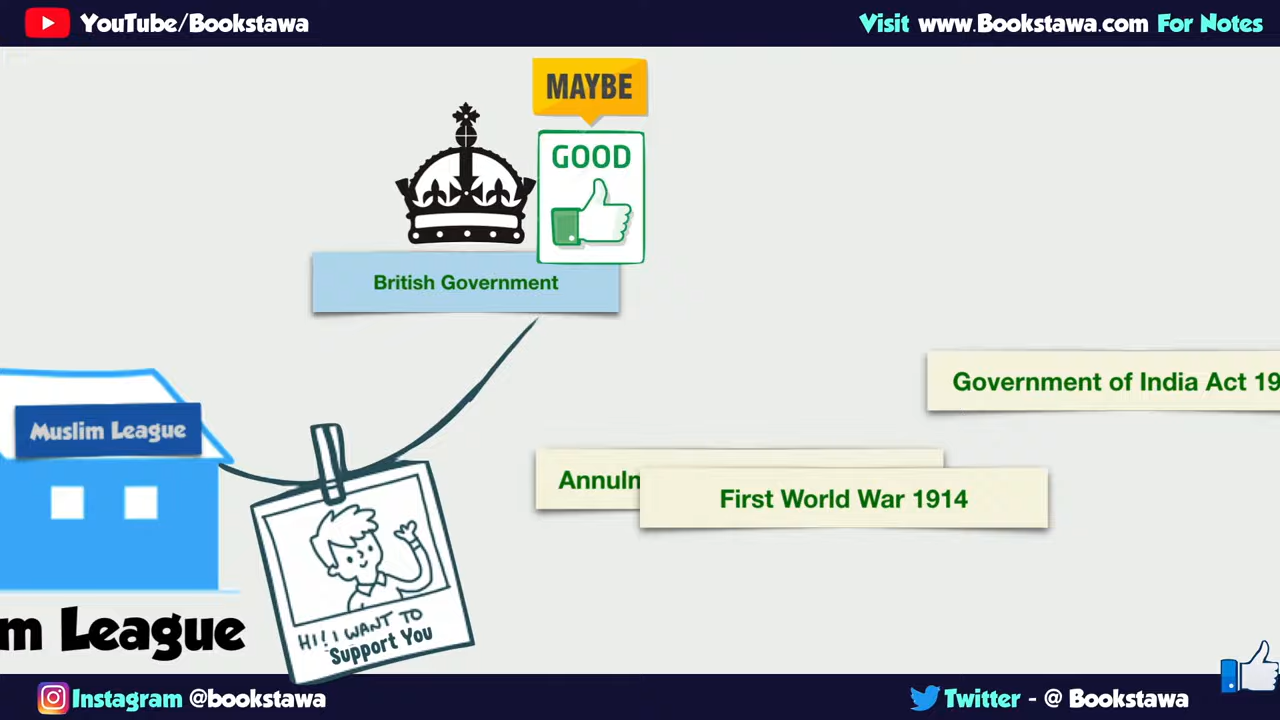 YouTube/Bookstawa
Visit www.Bookstawa.com For Notes
MAYBE
GOOD
British Government
Government of India Act 19
Muslim League
Annuln
First World War 1914
HI! I WANT TO
Support You
m League
Instagram @bookstawa
Twitter - @ Bookstawa